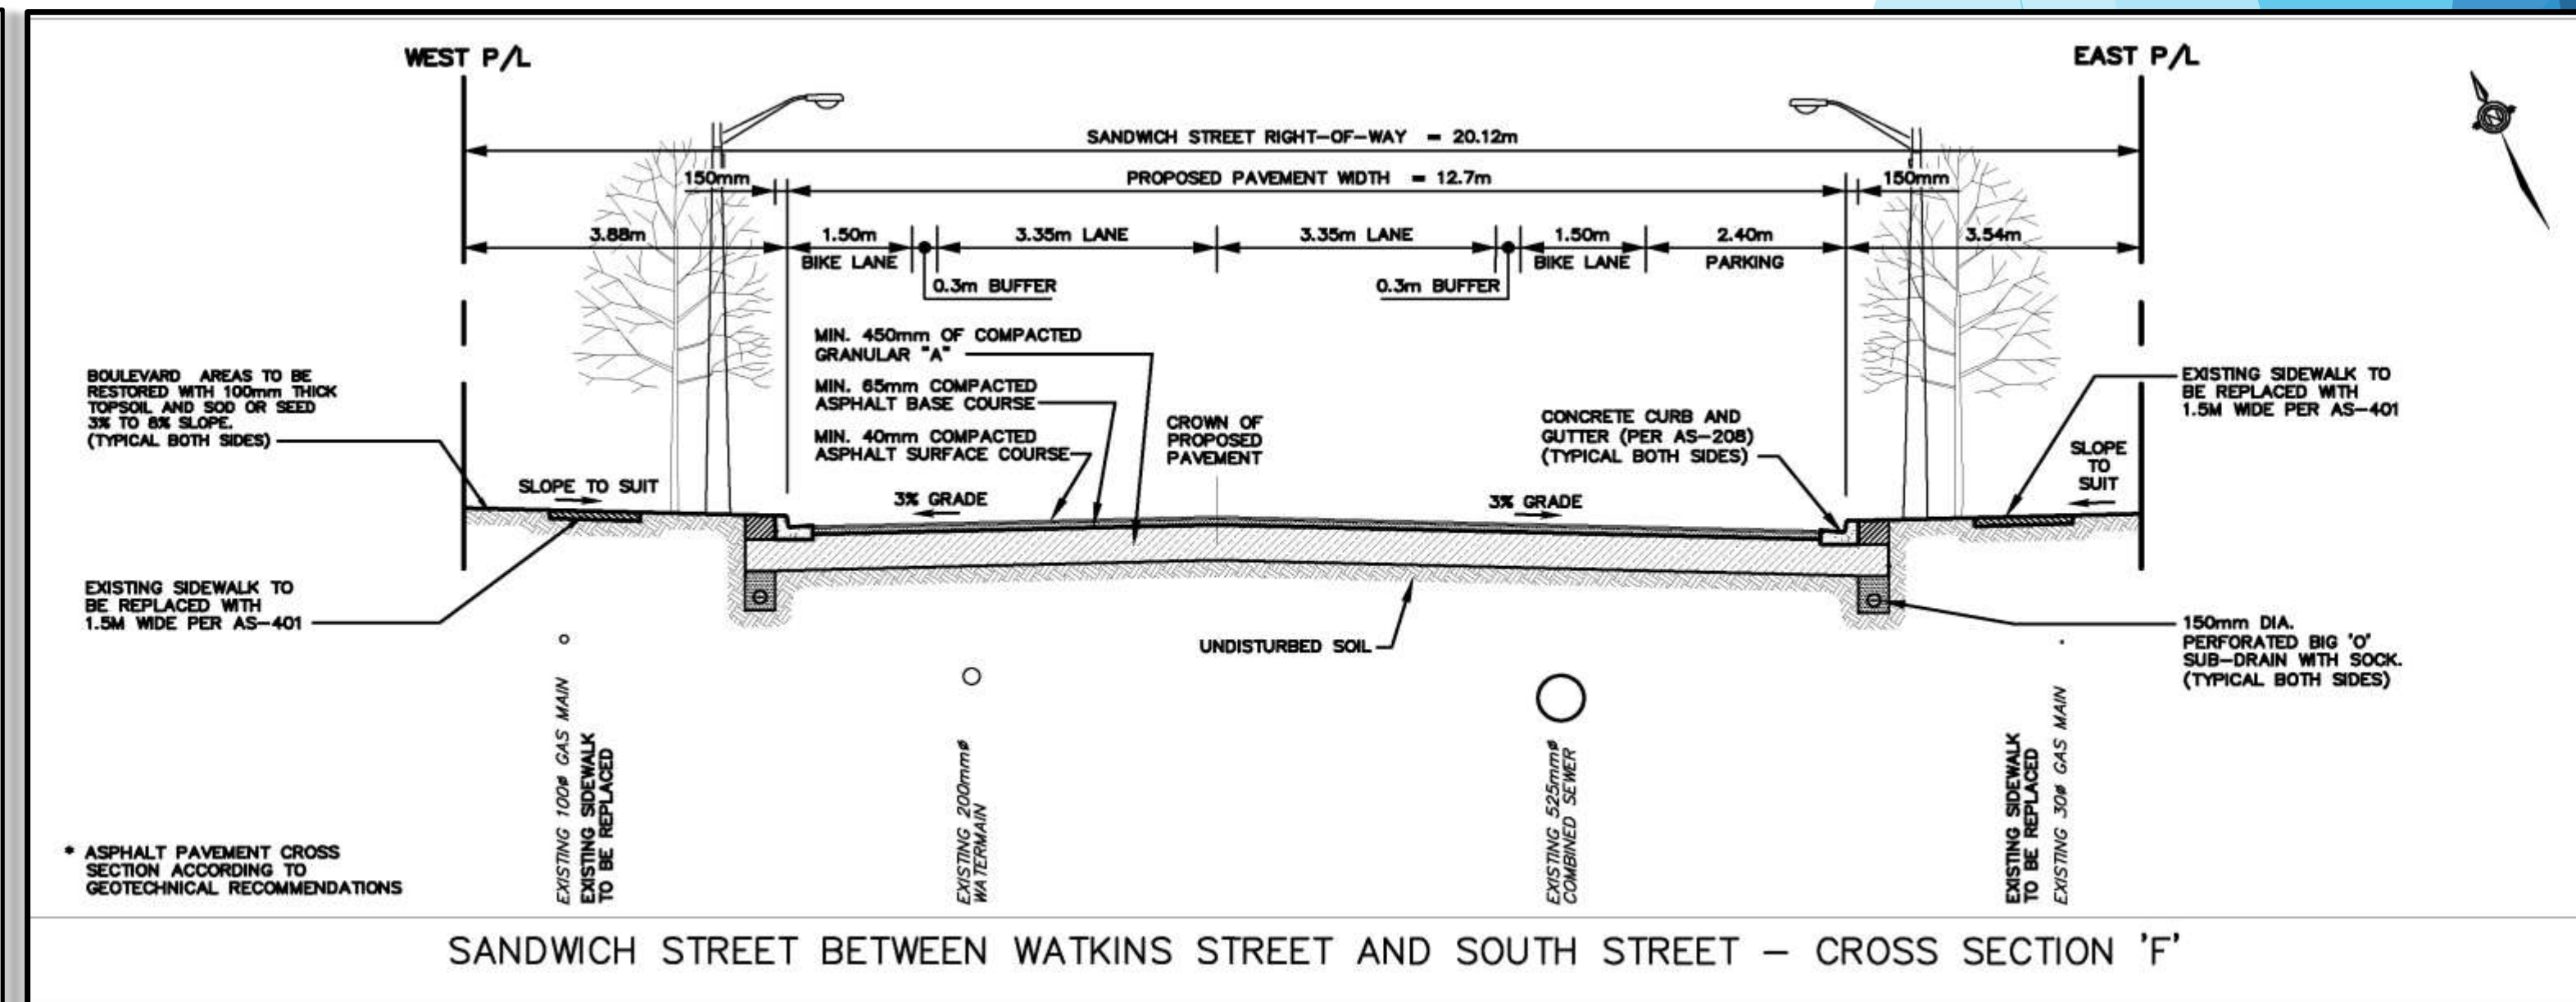 WEST P/L
EAST P/L
SANDWICH STREET RIGHT-OF-WAY = 20.12m
150mm
PROPOSED PAVEMENT WIDTH = 12.7m
150mm
3.88m
1.50m
BIKE LANE
3.35m LANE
3.35m LANE
1.50m
BIKE LANE
2.40m
PARKING
3.54m
0.3m BUFFER
0.3m BUFFER
MIN. 450mm OF COMPACTED
GRANULAR "A"
MIN. 65mm COMPACTED
ASPHALT BASE COURSE
MIN. 40mm COMPACTED
ASPHALT SURFACE COURSE
BOULEVARD AREAS TO BE
RESTORED WITH 100mm THICK
TOPSOIL AND SOD OR SEED
3% TO 8% SLOPE.
(TYPICAL BOTH SIDES)
CROWN OF
PROPOSED
PAVEMENT
CONCRETE CURB AND
GUTTER (PER AS-208)
(TYPICAL BOTH SIDES)
EXISTING SIDEWALK TO
BE REPLACED WITH
1.5M WIDE PER AS-401
SLOPE
TO
SUIT
SLOPE TO SUIT
3% GRADE
3% GRADE
EXISTING SIDEWALK TO
BE REPLACED WITH
1.5M WIDE PER AS-401
UNDISTURBED SOIL
150mm DIA.
PERFORATED BIG 'O'
SUB-DRAIN WITH SOCK.
(TYPICAL BOTH SIDES)
EXISTING 100ø GAS MAIN
EXISTING SIDEWALK
TO BE REPLACED
EXISTING 200mmø
WATERMAIN
EXISTING 525mmø
COMBINED SEWER
EXISTING SIDEWALK
TO BE REPLACED
EXISTING 30ø GAS MAIN
* ASPHALT PAVEMENT CROSS
SECTION ACCORDING TO
GEOTECHNICAL RECOMMENDATIONS
SANDWICH STREET BETWEEN WATKINS STREET AND SOUTH STREET – CROSS SECTION 'F'